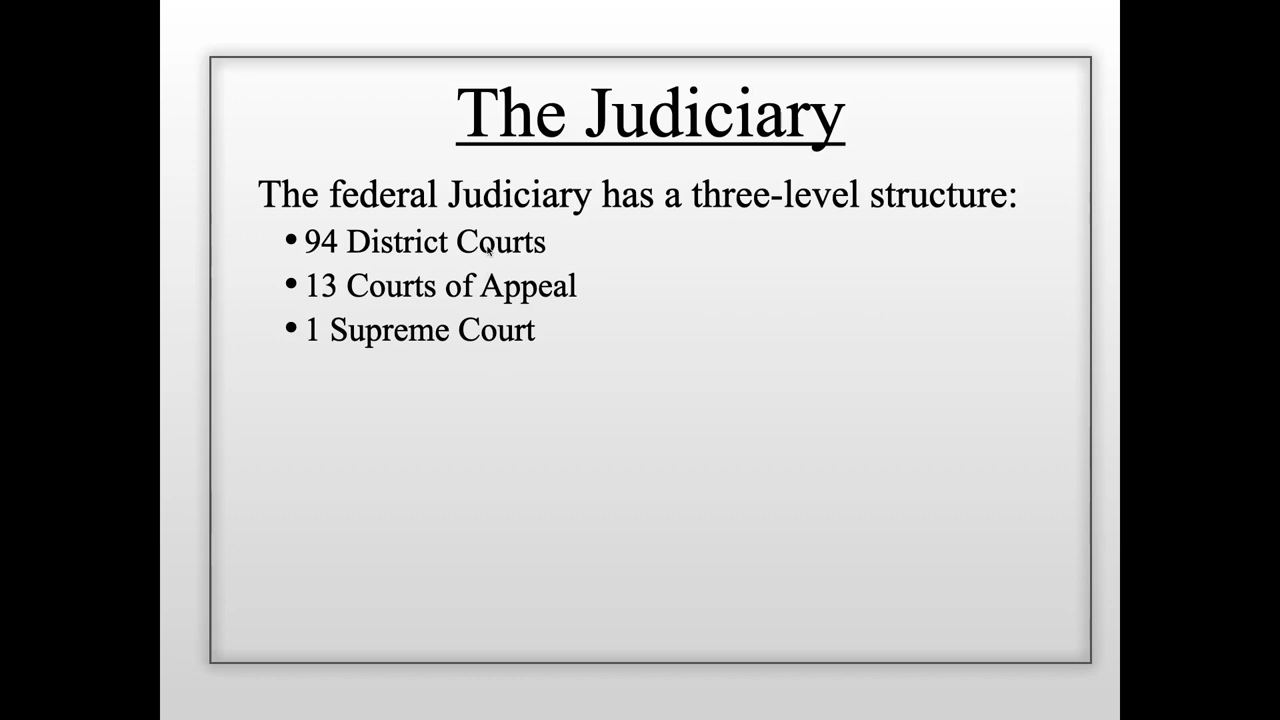 The Judiciary
The federal Judiciary has a three-level structure:
• 94 District Courts
• 13 Courts of Appeal
• 1 Supreme Court